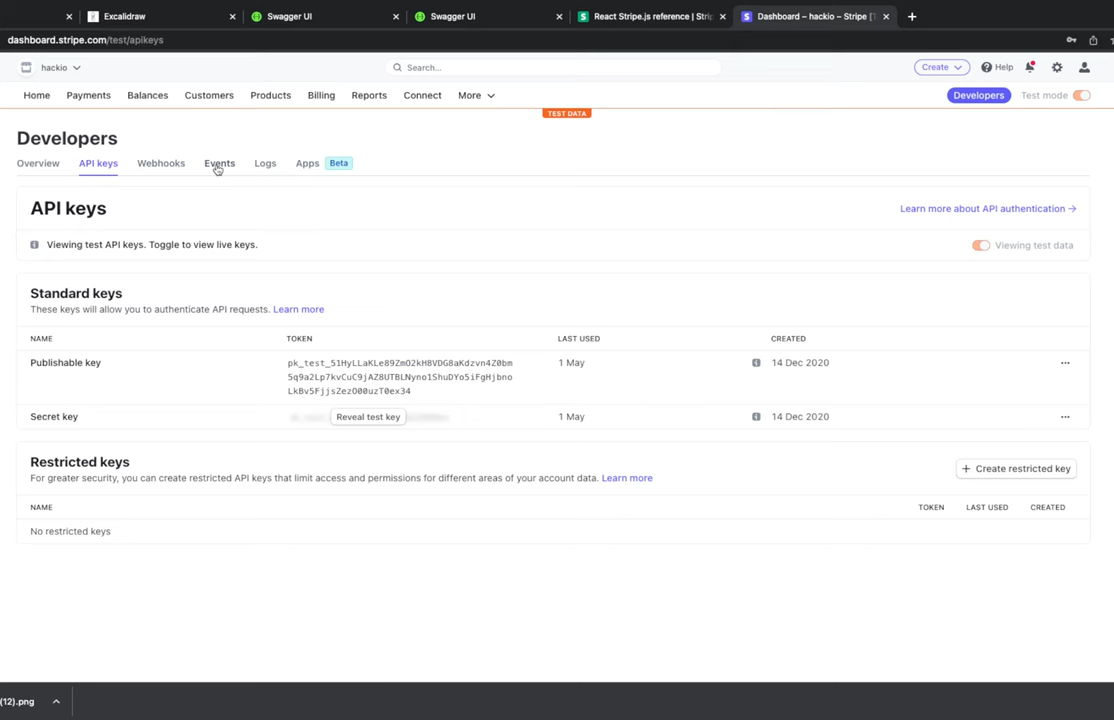 Excalidraw
Swagger UI
Swagger UI
React Stripe.js reference | Strip
Dashboard – hackio – Stripe [T
dashboard.stripe.com/test/apikeys
hackio
Search...
Create
Help
Home
Payments
Balances
Customers
Products
Billing
Reports
Connect
More
Developers
Test mode
TEST DATA
Developers
Overview
API keys
Webhooks
Events
Logs
Apps
Beta
API keys
Learn more about API authentication →
Viewing test API keys. Toggle to view live keys.
Viewing test data
Standard keys
These keys will allow you to authenticate API requests. Learn more
NAME
TOKEN
LAST USED
CREATED
Publishable key
pk_test_51HyLLaKLe89ZmO2kH8VDG8aKdzvn4Z0bm
5q9a2Lp7kvCuC9jAZ8UTBLNyno1ShuDYo5iFgHjbno
LkBv5FjjsZezO00uzT0ex34
1 May
14 Dec 2020
Secret key
Reveal test key
1 May
14 Dec 2020
Restricted keys
For greater security, you can create restricted API keys that limit access and permissions for different areas of your account data. Learn more
+ Create restricted key
NAME
TOKEN
LAST USED
CREATED
No restricted keys
(12).png